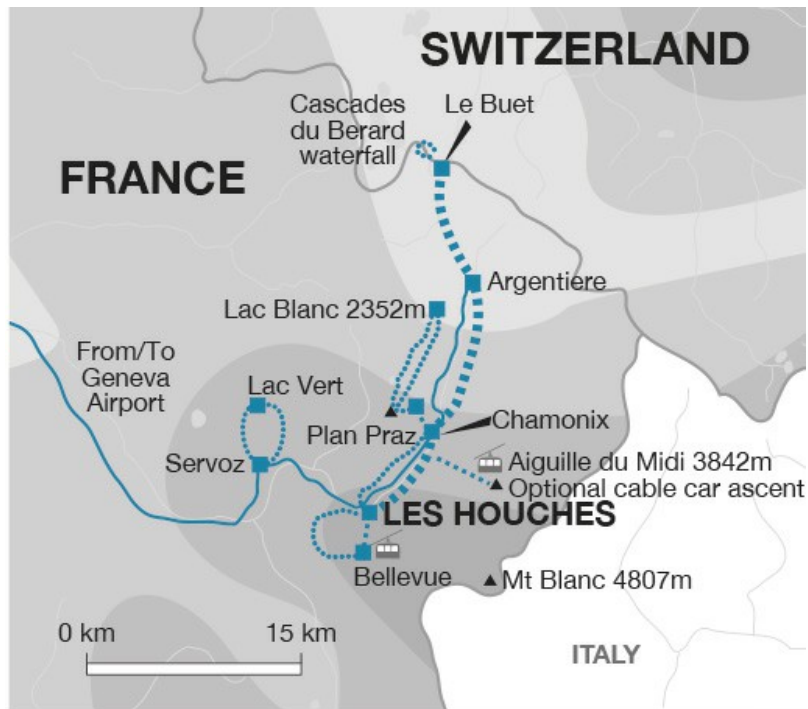 SWITZERLAND
Cascades
du Berard
waterfall
Le Buet
FRANCE
Argentiere
Lac Blanc 2352m
From/To
Geneva
Airport
Lac Vert
Plan Praz
Chamonix
Servoz
Aiguille du Midi 3842m
Optional cable car ascent
LES HOUCHES
Bellevue
Mt Blanc 4807m
0 km
15 km
ITALY